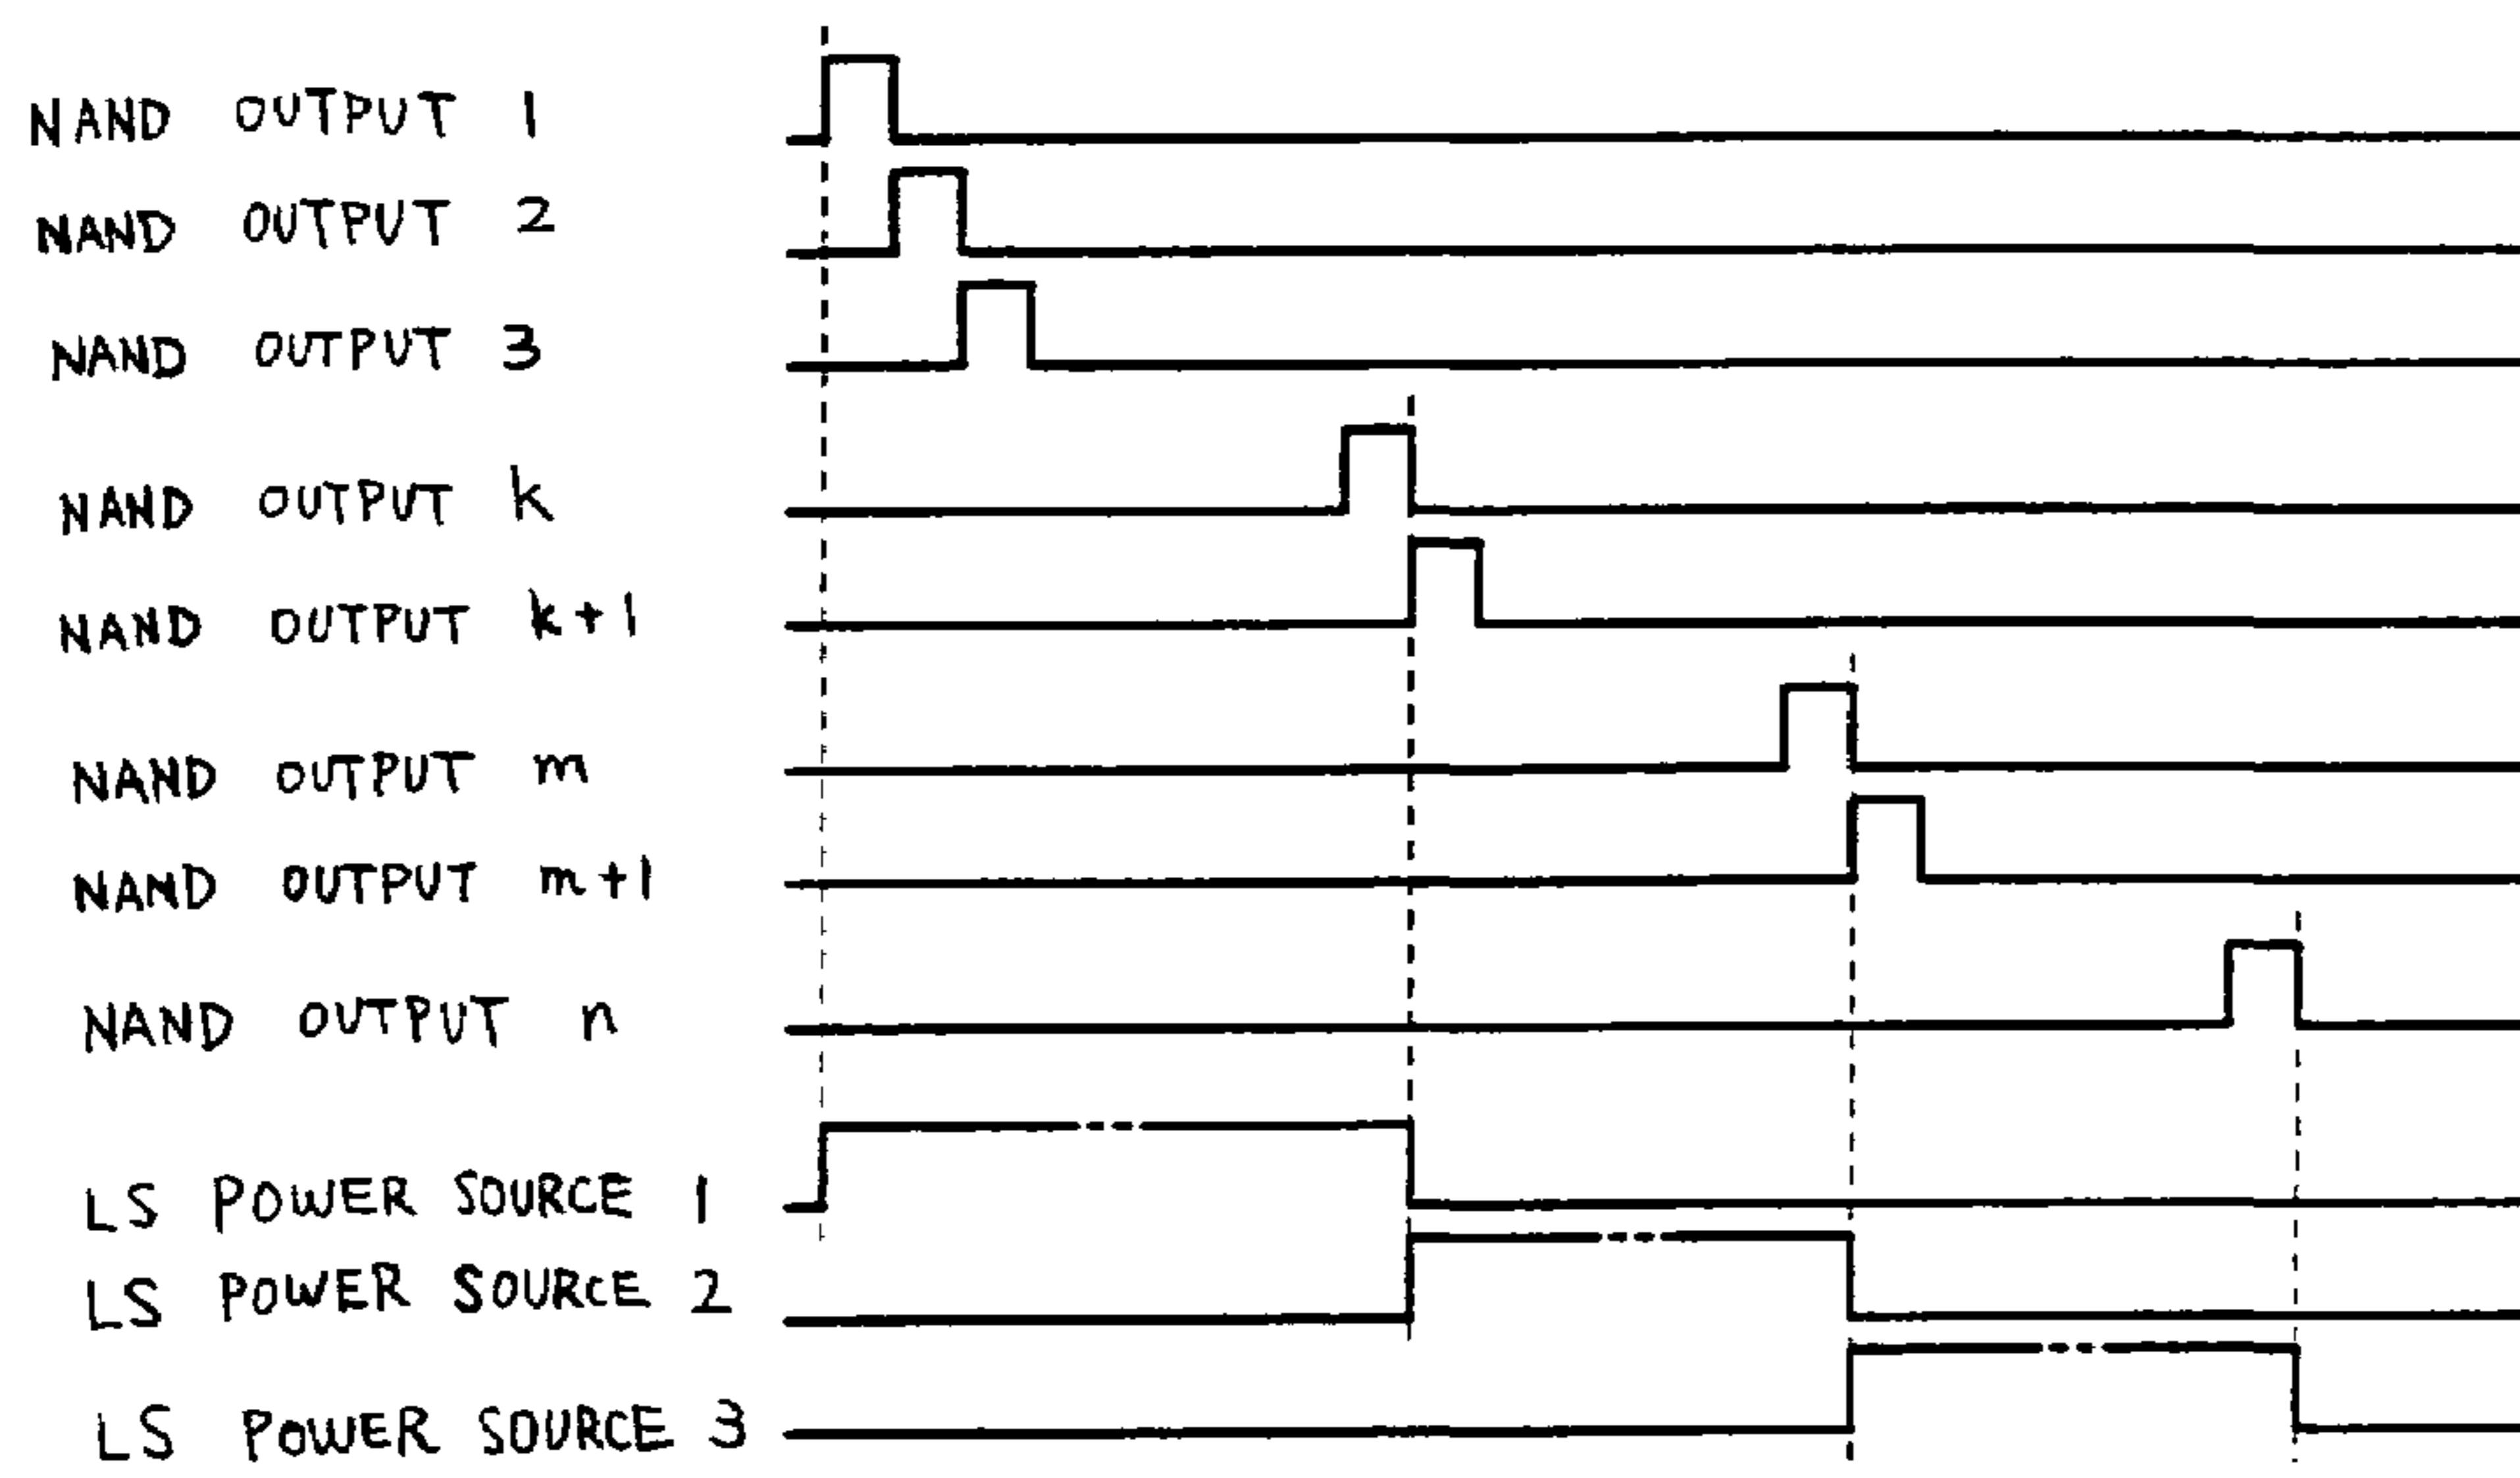 NAND OUTPUT 1
NAND OUTPUT 2
NAND OUTPUT 3
NAND OUTPUT k
NAND OUTPUT k+1
NAND OUTPUT m
NAND OUTPUT m+1
NAND OUTPUT n
LS POWER SOURCE 1
LS POWER SOURCE 2
LS POWER SOURCE 3